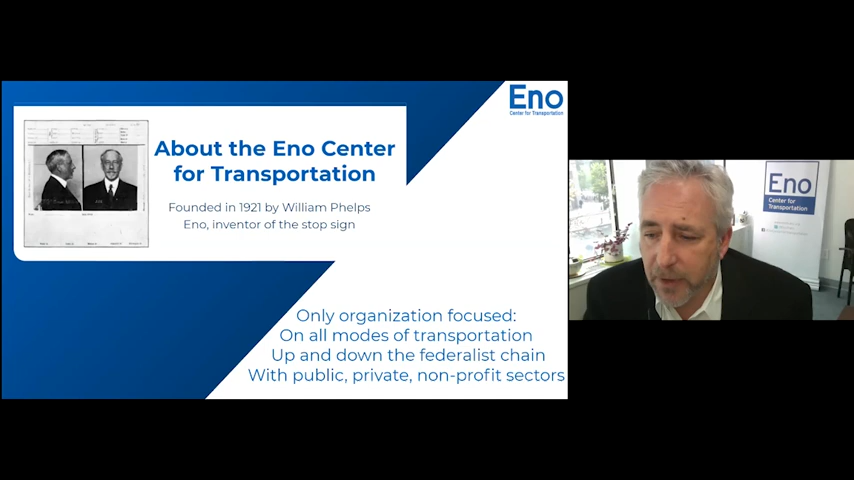 Eno
Center for Transportation
About the Eno Center
for Transportation
Founded in 1921 by William Phelps
Eno, inventor of the stop sign
Only organization focused:
On all modes of transportation
Up and down the federalist chain
With public, private, non-profit sectors
Eno
Center for
Transportation